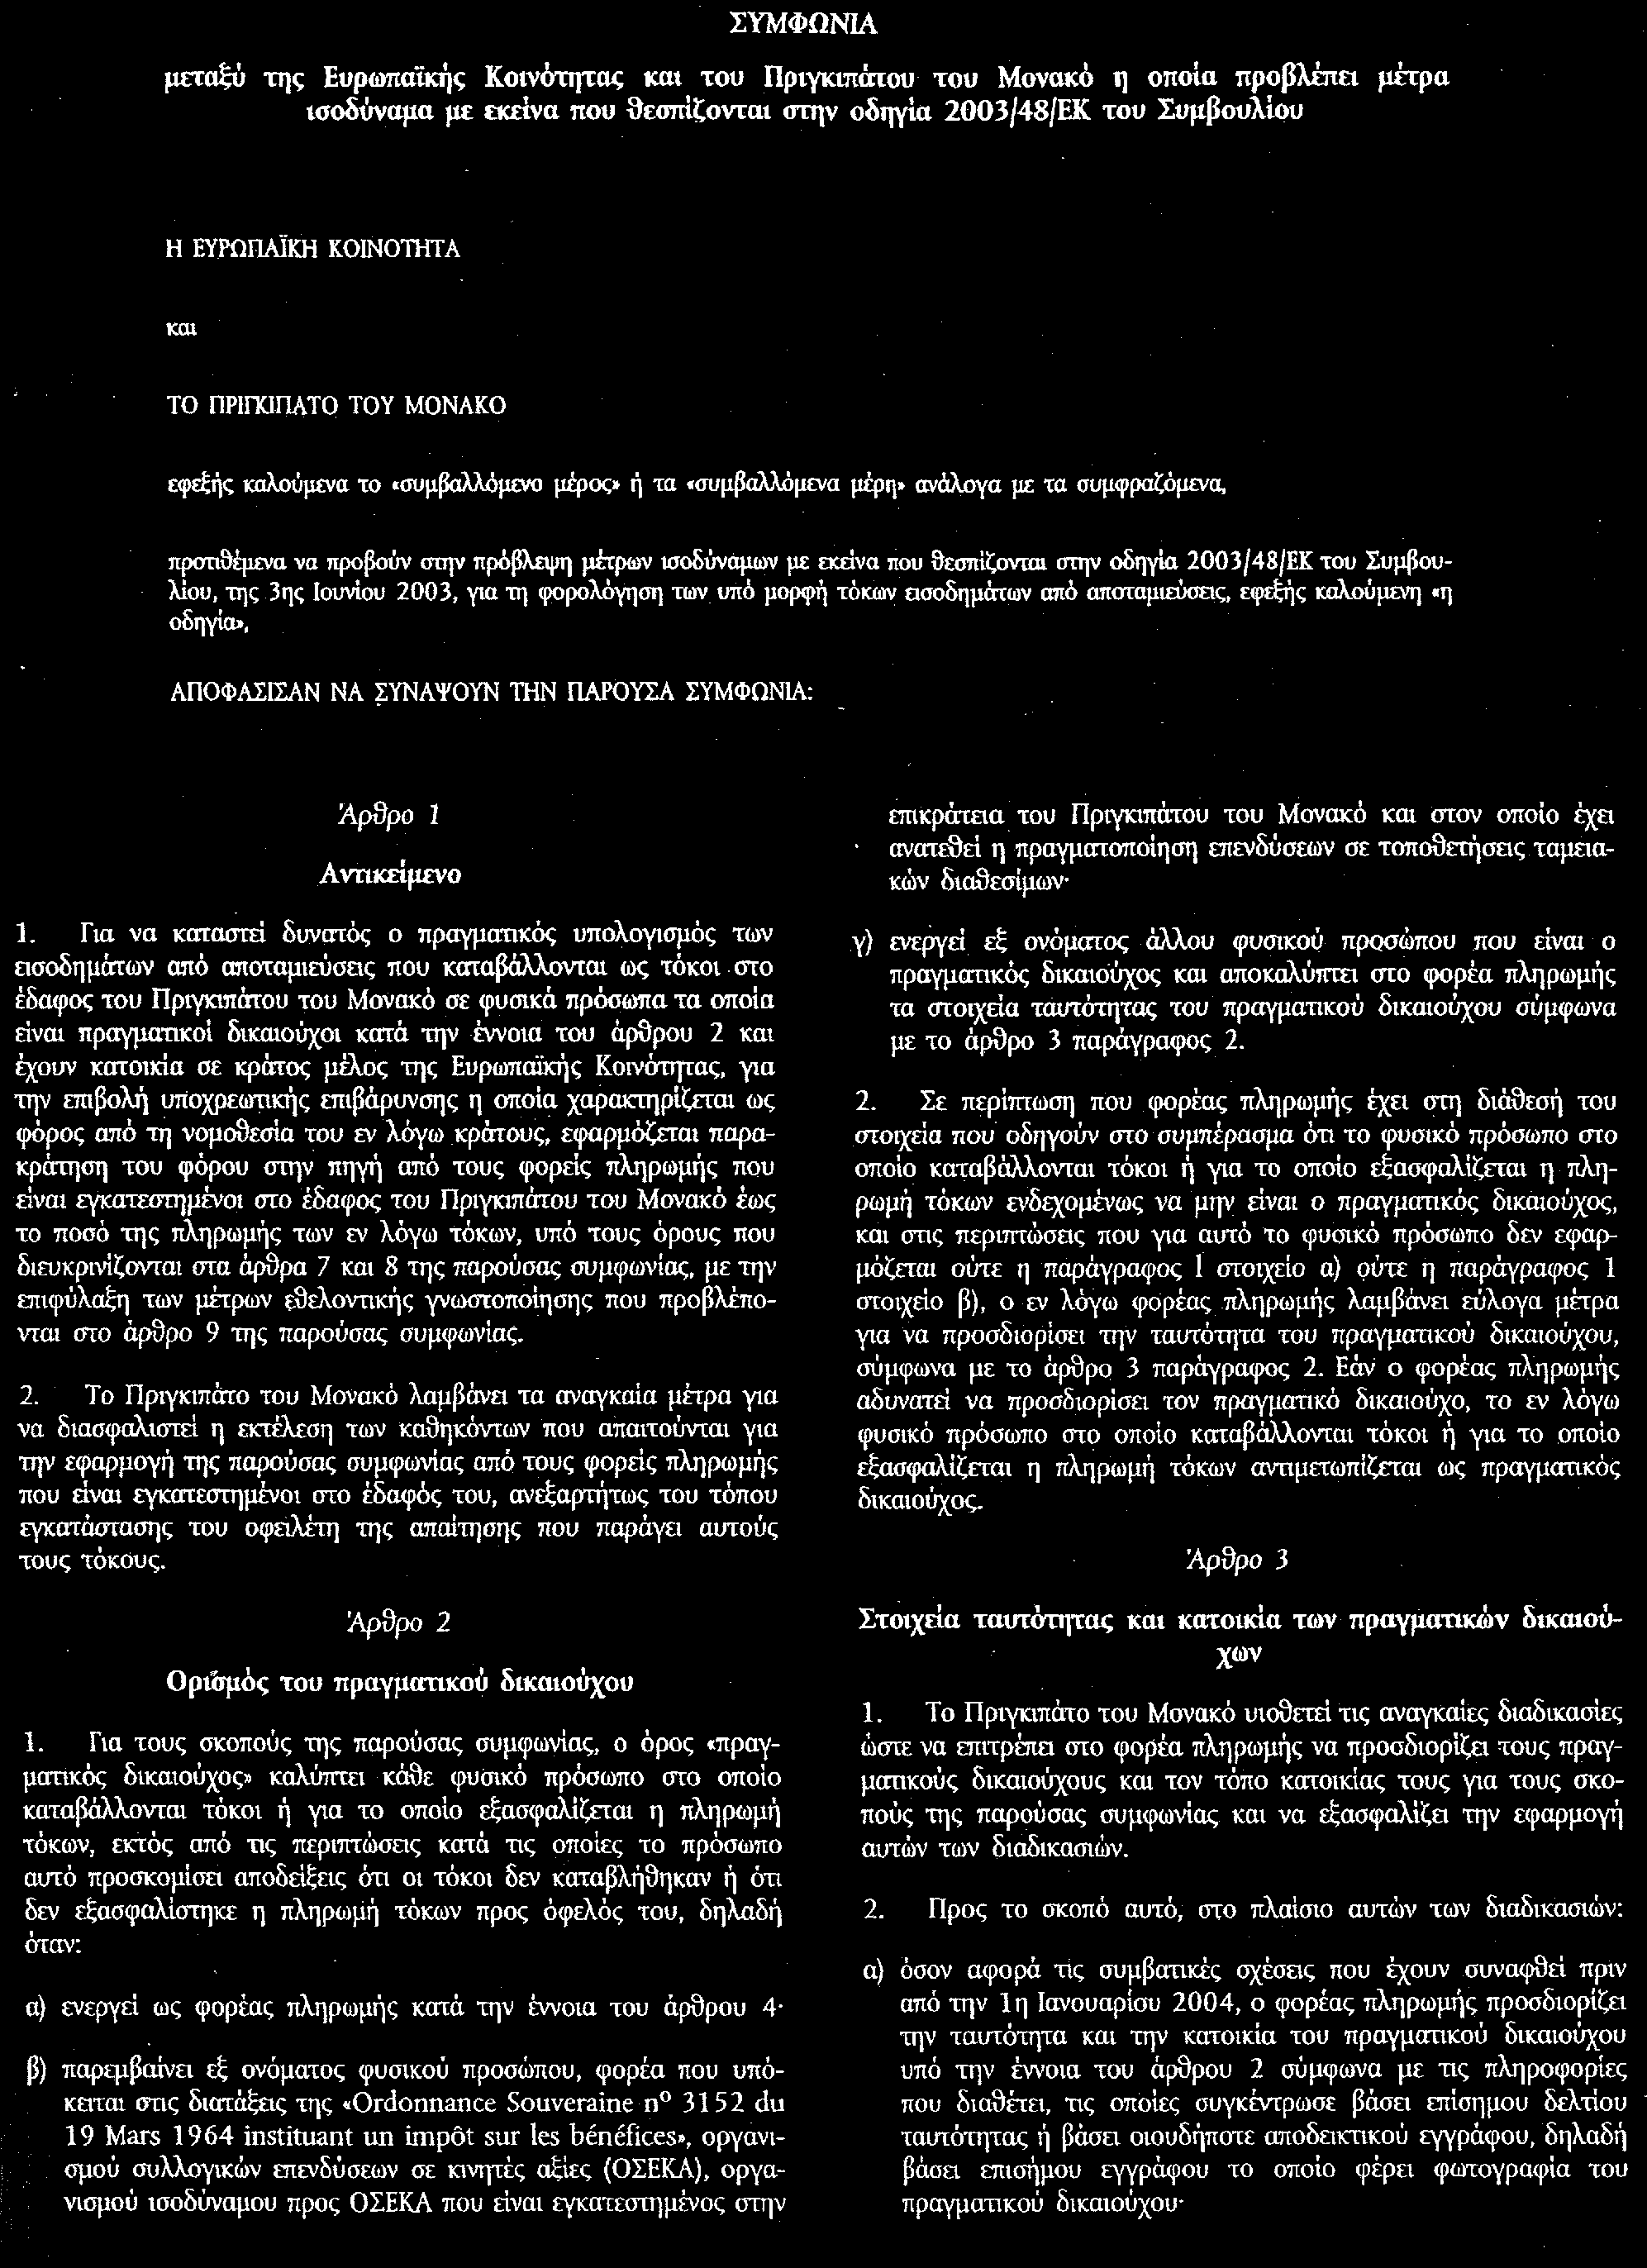 ΣΥΜΦΩΝΙΑ
μεταξύ της Ευρωπαϊκής Κοινότητας και του Πριγκιπάτου του Μονακό η οποία προβλέπει μέτρα
ισοδύναμα με εκείνα που θεσπίζονται στην οδηγία 2003/48/ΕΚ του Συμβουλίου
Η ΕΥΡΩΠΑΪΚΗ ΚΟΙΝΟΤΗΤΑ
και
ΤΟ ΠΡΙΓΚΙΠΑΤΟ ΤΟΥ ΜΟΝΑΚΟ
εφεξής καλούμενα το «συμβαλλόμενο μέρος» ή τα «συμβαλλόμενα μέρη» ανάλογα με τα συμφραζόμενα,
προτιθέμενα να προβούν στην πρόβλεψη μέτρων ισοδύναμων με εκείνα που θεσπίζονται στην οδηγία 2003/48/ΕΚ του Συμβου-
λίου, της 3ης Ιουνίου 2003, για τη φορολόγηση των υπό μορφή τόκων εισοδημάτων από αποταμιεύσεις, εφεξής καλούμενη «η
οδηγία»,
ΑΠΟΦΑΣΙΣΑΝ ΝΑ ΣΥΝΑΨΟΥΝ ΤΗΝ ΠΑΡΟΥΣΑ ΣΥΜΦΩΝΙΑ:
Άρθρο 1
Αντικείμενο
1. Για να καταστεί δυνατός ο πραγματικός υπολογισμός των
εισοδημάτων από αποταμιεύσεις που καταβάλλονται ως τόκοι στο
έδαφος του Πριγκιπάτου του Μονακό σε φυσικά πρόσωπα τα οποία
είναι πραγματικοί δικαιούχοι κατά την έννοια του άρθρου 2 και
έχουν κατοικία σε κράτος μέλος της Ευρωπαϊκής Κοινότητας, για
την επιβολή υποχρεωτικής επιβάρυνσης η οποία χαρακτηρίζεται ως
φόρος από τη νομοθεσία του εν λόγω κράτους, εφαρμόζεται παρα-
κράτηση του φόρου στην πηγή από τους φορείς πληρωμής που
είναι εγκατεστημένοι στο έδαφος του Πριγκιπάτου του Μονακό έως
το ποσό της πληρωμής των εν λόγω τόκων, υπό τους όρους που
διευκρινίζονται στα άρθρα 7 και 8 της παρούσας συμφωνίας, με την
επιφύλαξη των μέτρων εθελοντικής γνωστοποίησης που προβλέπο-
νται στο άρθρο 9 της παρούσας συμφωνίας.
2. Το Πριγκιπάτο του Μονακό λαμβάνει τα αναγκαία μέτρα για
να διασφαλιστεί η εκτέλεση των καθηκόντων που απαιτούνται για
την εφαρμογή της παρούσας συμφωνίας από τους φορείς πληρωμής
που είναι εγκατεστημένοι στο έδαφός του, ανεξαρτήτως του τόπου
εγκατάστασης του οφειλέτη της απαίτησης που παράγει αυτούς
τους τόκους.
Άρθρο 2
Ορισμός του πραγματικού δικαιούχου
1. Για τους σκοπούς της παρούσας συμφωνίας, ο όρος «πραγ-
ματικός δικαιούχος» καλύπτει κάθε φυσικό πρόσωπο στο οποίο
καταβάλλονται τόκοι ή για το οποίο εξασφαλίζεται η πληρωμή
τόκων, εκτός από τις περιπτώσεις κατά τις οποίες το πρόσωπο
αυτό προσκομίσει αποδείξεις ότι οι τόκοι δεν καταβλήθηκαν ή ότι
δεν εξασφαλίστηκε η πληρωμή τόκων προς όφελός του, δηλαδή
όταν:
α) ενεργεί ως φορέας πληρωμής κατά την έννοια του άρθρου 4·
β) παρεμβαίνει εξ ονόματος φυσικού προσώπου, φορέα που υπό-
κειται στις διατάξεις της «Ordonnance Souveraine n° 3152 du
19 Mars 1964 instituant un impôt sur les bénéfices», οργανι-
σμού συλλογικών επενδύσεων σε κινητές αξίες (ΟΣΕΚΑ), οργα-
νισμού ισοδύναμου προς ΟΣΕΚΑ που είναι εγκατεστημένος στην
επικράτεια του Πριγκιπάτου του Μονακό και στον οποίο έχει
ανατεθεί η πραγματοποίηση επενδύσεων σε τοποθετήσεις ταμεια-
κών διαθεσίμων·
γ) ενεργεί εξ ονόματος άλλου φυσικού προσώπου που είναι ο
πραγματικός δικαιούχος και αποκαλύπτει στο φορέα πληρωμής
τα στοιχεία ταυτότητας του πραγματικού δικαιούχου σύμφωνα
με το άρθρο 3 παράγραφος 2.
2. Σε περίπτωση που φορέας πληρωμής έχει στη διάθεσή του
στοιχεία που οδηγούν στο συμπέρασμα ότι το φυσικό πρόσωπο στο
οποίο καταβάλλονται τόκοι ή για το οποίο εξασφαλίζεται η πλη-
ρωμή τόκων ενδεχομένως να μην είναι ο πραγματικός δικαιούχος,
και στις περιπτώσεις που για αυτό το φυσικό πρόσωπο δεν εφαρ-
μόζεται ούτε η παράγραφος 1 στοιχείο α) ούτε η παράγραφος 1
στοιχείο β), ο εν λόγω φορέας πληρωμής λαμβάνει εύλογα μέτρα
για να προσδιορίσει την ταυτότητα του πραγματικού δικαιούχου,
σύμφωνα με το άρθρο 3 παράγραφος 2. Εάν ο φορέας πληρωμής
αδυνατεί να προσδιορίσει τον πραγματικό δικαιούχο, το εν λόγω
φυσικό πρόσωπο στο οποίο καταβάλλονται τόκοι ή για το οποίο
εξασφαλίζεται η πληρωμή τόκων αντιμετωπίζεται ως πραγματικός
δικαιούχος.
Άρθρο 3
Στοιχεία ταυτότητας και κατοικία των πραγματικών δικαιού-
χων
1. Το Πριγκιπάτο του Μονακό υιοθετεί τις αναγκαίες διαδικασίες
ώστε να επιτρέπει στο φορέα πληρωμής να προσδιορίζει τους πραγ-
ματικούς δικαιούχους και τον τόπο κατοικίας τους για τους σκο-
πούς της παρούσας συμφωνίας και να εξασφαλίζει την εφαρμογή
αυτών των διαδικασιών.
2. Προς το σκοπό αυτό, στο πλαίσιο αυτών των διαδικασιών:
α) όσον αφορά τις συμβατικές σχέσεις που έχουν συναφθεί πριν
από την 1η Ιανουαρίου 2004, ο φορέας πληρωμής προσδιορίζει
την ταυτότητα και την κατοικία του πραγματικού δικαιούχου
υπό την έννοια του άρθρου 2 σύμφωνα με τις πληροφορίες
που διαθέτει, τις οποίες συγκέντρωσε βάσει επίσημου δελτίου
ταυτότητας ή βάσει οιουδήποτε αποδεικτικού εγγράφου, δηλαδή
βάσει επισήμου εγγράφου το οποίο φέρει φωτογραφία του
πραγματικού δικαιούχου·